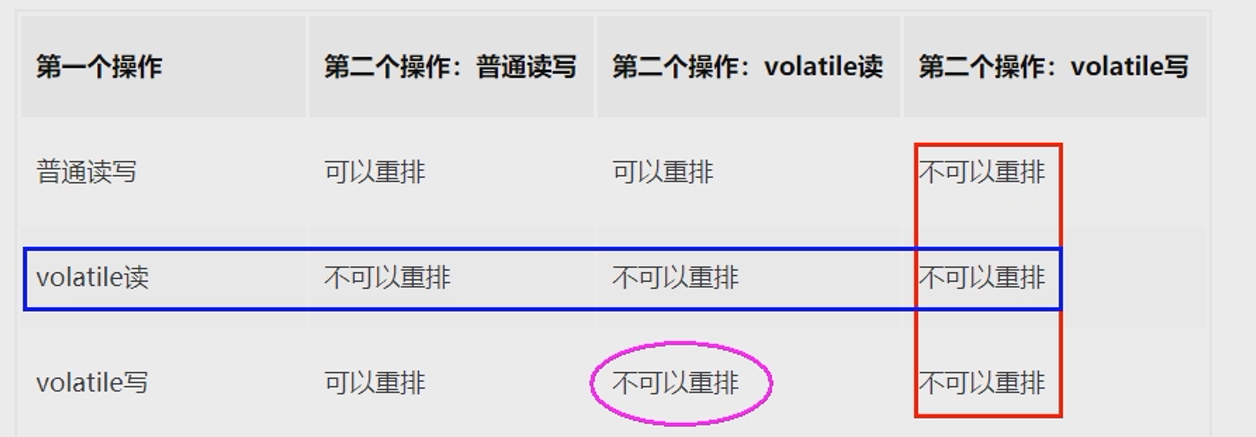 第一个操作 第二个操作：普通读写 第二个操作：volatile读 第二个操作：volatile写
普通读写 可以重排 可以重排 不可以重排
volatile读 不可以重排 不可以重排 不可以重排
volatile写 可以重排 不可以重排 不可以重排